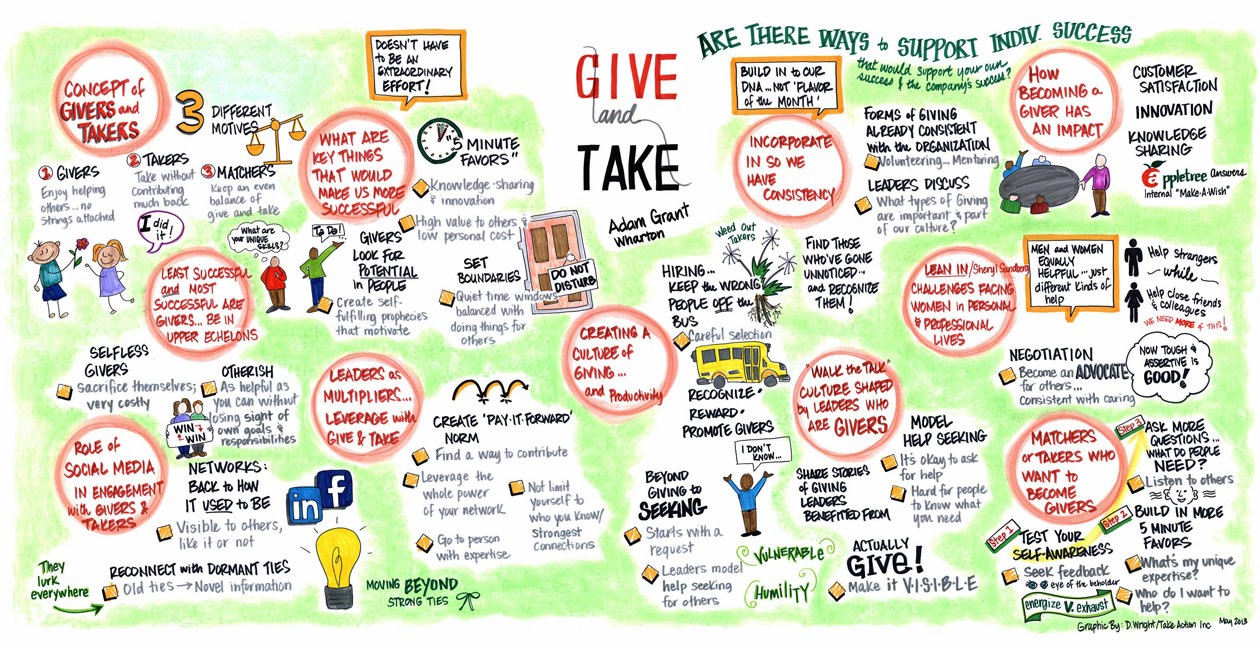 CONCEPT of
GIVERS and
TAKERS
3
DIFFERENT
MOTIVES
① GIVERS
Enjoy helping
others...no
strings attached
② TAKERS
Take without
contributing
much back
③ MATCHERS
Keep an even
balance of
give and take
I did
it!
DOESN'T HAVE
to BE AN
EXTRAORDINARY
EFFORT!
WHAT ARE
KEY THINGS
THAT WOULD
MAKE US MORE
SUCCESSFUL
"5 MINUTE
FAVORS"
Knowledge-sharing
& innovation
High value to others &
low personal cost
What are
your UNIQUE
SKILLS?
To Do!...
GIVERS
LOOK FOR
POTENTIAL
in PEOPLE
Create self-
fulfilling prophecies
that motivate
SET
BOUNDARIES
Quiet time windows
balanced with
doing things for
others
DO NOT
DISTURB
LEAST SUCCESSFUL
and MOST
SUCCESSFUL ARE
GIVERS... BE IN
UPPER ECHELONS
SELFLESS
GIVERS
Sacrifice themselves;
very costly
OTHERISH
As helpful as
you can without
losing sight of
own goals &
responsibilities
WIN
WIN
LEADERS as
MULTIPLIERS...
LEVERAGE with
GIVE & TAKE
CREATE 'PAY-IT-FORWARD'
NORM
Find a way to contribute
Leverage the
whole power
of your network
Go to person
with expertise
Not limit
yourself to
who you know/
Strongest
connections
ROLE of
SOCIAL MEDIA
in ENGAGEMENT
with GIVERS &
TAKERS
NETWORKS:
BACK to HOW
IT USED to BE
Visible to others,
like it or not
in
f
They
lurk
everywhere
RECONNECT with DORMANT TIES
Old ties → Novel information
MOVING BEYOND
STRONG TIES
GIVE
and
TAKE
Adam Grant
Wharton
ARE THERE WAYS to SUPPORT INDIV. SUCCESS
that would support your own
success & the company's success?
BUILD IN to OUR
DNA... NOT 'FLAVOR
of the MONTH'
INCORPORATE
IN SO WE
HAVE
CONSISTENCY
FORMS of GIVING
ALREADY CONSISTENT
with the ORGANIZATION
Volunteering... Mentoring
LEADERS DISCUSS
What types of Giving
are important & part
of our culture?
HOW
BECOMING a
GIVER HAS
AN IMPACT
CUSTOMER
SATISFACTION
INNOVATION
KNOWLEDGE
SHARING
appletree Answers
Internal "Make-A-Wish"
CREATING A
CULTURE of
GIVING...
and Productivity
Weed Out
Takers
HIRING...
KEEP the WRONG
PEOPLE OFF the
BUS
Careful selection
FIND THOSE
WHO'VE GONE
UNNOTICED...
and RECOGNIZE
THEM!
RECOGNIZE •
REWARD •
PROMOTE GIVERS
I DON'T
KNOW...
BEYOND
GIVING to
SEEKING
Starts with a
request
Leaders model
help seeking
for others
VULNERABLE
HUMILITY
"WALK the TALK"
CULTURE SHAPED
by LEADERS WHO
ARE GIVERS
MODEL
HELP SEEKING
It's okay to ask
for help
Hard for people
to know what
you need
SHARE STORIES
of GIVING
LEADERS
BENEFITTED FROM
ACTUALLY
GIVE!
Make it V•I•S•I•B•L•E
LEAN IN/Sheryl Sandberg
CHALLENGES FACING
WOMEN in PERSONAL
& PROFESSIONAL
LIVES
MEN and WOMEN
EQUALLY
HELPFUL...just
different kinds of
help
Help strangers
~while~
Help close friends
& colleagues
WE NEED MORE of THIS!
NEGOTIATION
Become an ADVOCATE
for others...
Consistent with caring
NOW TOUGH &
ASSERTIVE is
GOOD!
MATCHERS
or TAKERS WHO
WANT to
BECOME
GIVERS
Step 1
TEST YOUR
SELF-AWARENESS
Seek feedback
eye of the beholder
energize V. exhaust
Step 2
BUILD IN MORE
5 MINUTE
FAVORS
What's my unique
expertise?
Who do I want to
help?
Step 3
ASK MORE
QUESTIONS...
WHAT DO PEOPLE
NEED?
Listen to others
Graphic By: D.Wright/Take Action Inc May, 2013